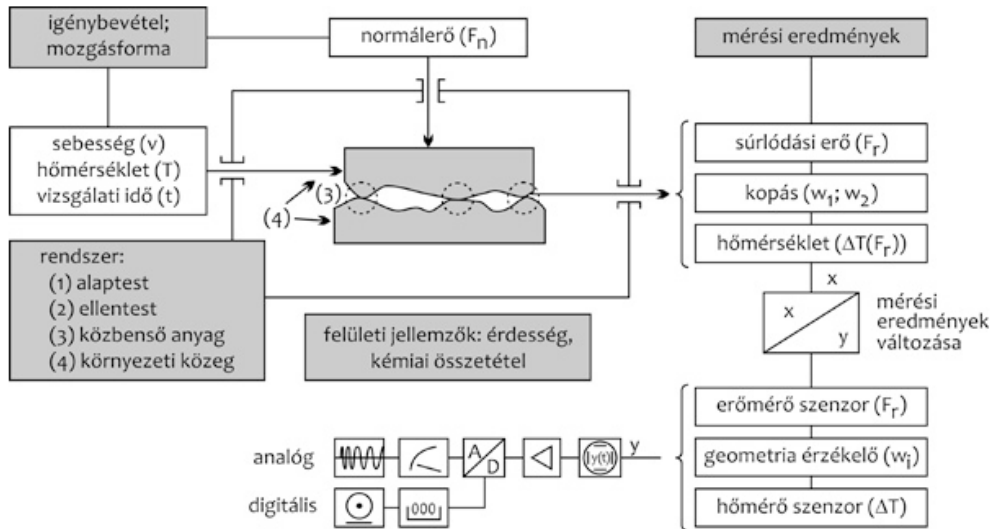 igénybevétel;
mozgásforma
normálerő (Fₙ)
mérési eredmények
sebesség (v)
hőmérséklet (T)
vizsgálati idő (t)
(3)
(4)
súrlódási erő (Fᵣ)
kopás (w₁; w₂)
hőmérséklet (ΔT(Fᵣ))
rendszer:
(1) alaptest
(2) ellentest
(3) közbenső anyag
(4) környezeti közeg
felületi jellemzők: érdesség,
kémiai összetétel
x
x
y
mérési
eredmények
változása
erőmérő szenzor (Fᵣ)
geometria érzékelő (wᵢ)
hőmérő szenzor (ΔT)
analóg
A
D
|y(t)|
y
digitális
000